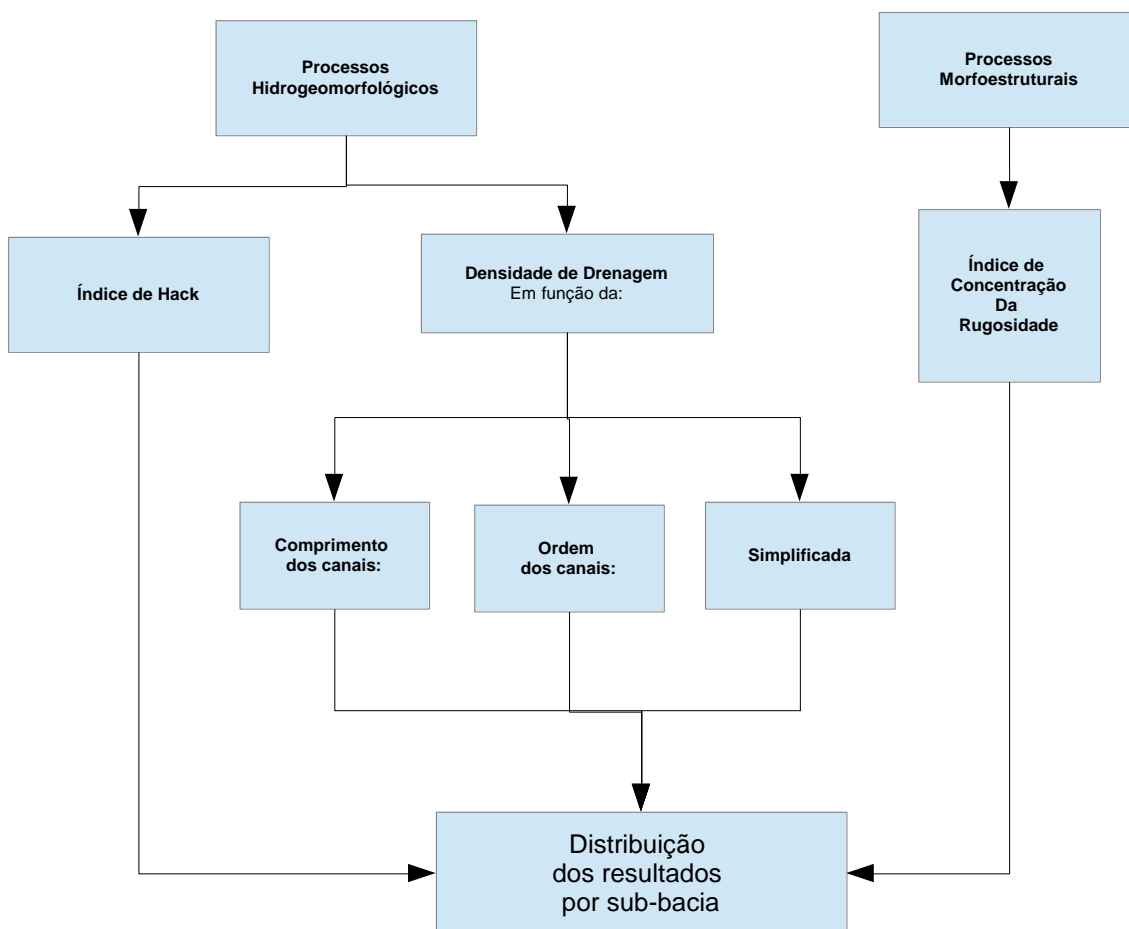 Processos
Hidrogeomorfológicos
Processos
Morfoestruturais
Índice de Hack
Densidade de Drenagem
Em função da:
Índice de
Concentração
Da
Rugosidade
Comprimento
dos canais:
Ordem
dos canais:
Simplificada
Distribuição
dos resultados
por sub-bacia